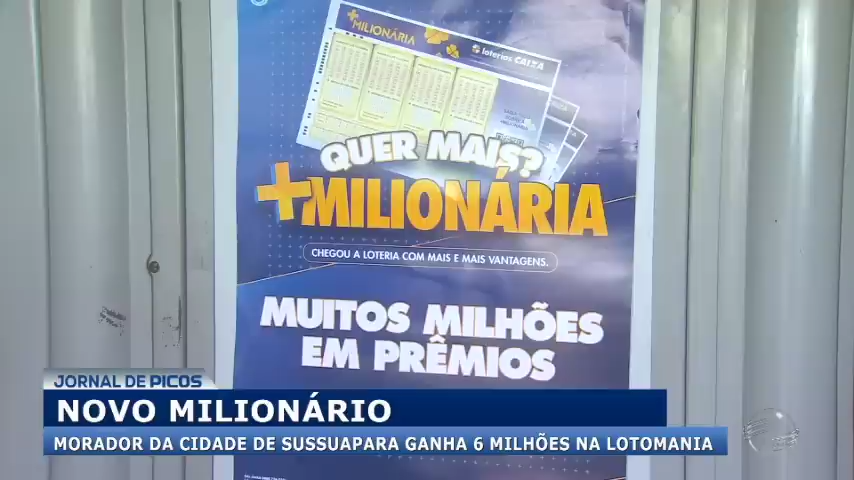 +MILIONÁRIA
loterias CAIXA
QUER MAIS?
+MILIONÁRIA
CHEGOU A LOTERIA COM MAIS E MAIS VANTAGENS.
MUITOS MILHÕES
EM PRÊMIOS
JORNAL DE PICOS
NOVO MILIONÁRIO
MORADOR DA CIDADE DE SUSSUAPARA GANHA 6 MILHÕES NA LOTOMANIA